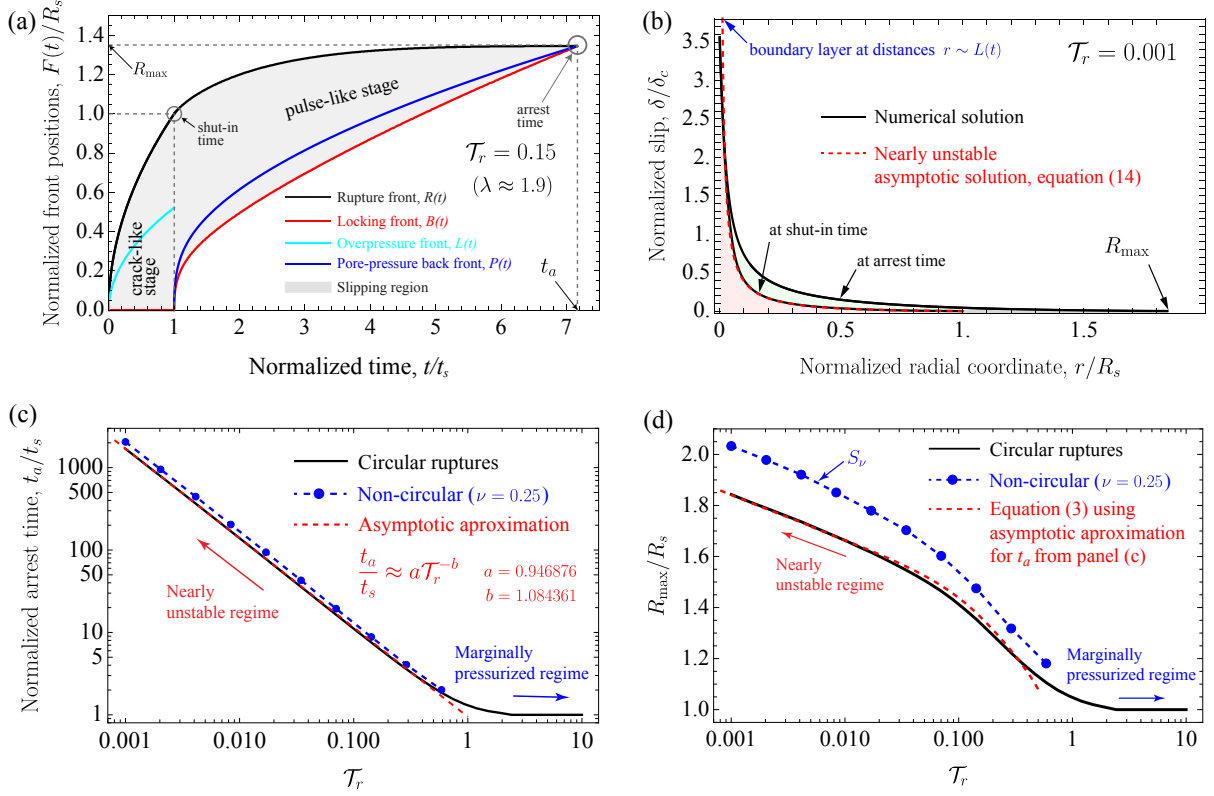 (a)
Normalized front positions, F(t)/R_s
1.4
1.2
1.0
0.8
0.6
0.4
0.2
0.0
R_max
shut-in
time
pulse-like stage
arrest
time
𝒯_r = 0.15
(λ ≈ 1.9)
crack-like
stage
Rupture front, R(t)
Locking front, B(t)
Overpressure front, L(t)
Pore-pressure back front, P(t)
Slipping region
t_a
0 1 2 3 4 5 6 7
Normalized time, t/t_s
(b)
Normalized slip, δ/δ_c
3.5
3.
2.5
2.
1.5
1.
0.5
0.
boundary layer at distances r ∼ L(t)
𝒯_r = 0.001
Numerical solution
Nearly unstable
asymptotic solution, equation (14)
at shut-in time
at arrest time
R_max
0 0.5 1. 1.5
Normalized radial coordinate, r/R_s
(c)
Normalized arrest time, t_a/t_s
1000
500
100
50
10
5
1
Circular ruptures
Non-circular (ν = 0.25)
Asymptotic aproximation
t_a/t_s ≈ a𝒯_r^{-b}
a = 0.946876
b = 1.084361
Nearly
unstable regime
Marginally
pressurized regime
0.001 0.010 0.100 1 10
𝒯_r
(d)
R_max/R_s
2.0
1.8
1.6
1.4
1.2
1.0
S_ν
Circular ruptures
Non-circular (ν = 0.25)
Equation (3) using
asymptotic aproximation
for t_a from panel (c)
Nearly
unstable regime
Marginally
pressurized regime
0.001 0.010 0.100 1 10
𝒯_r